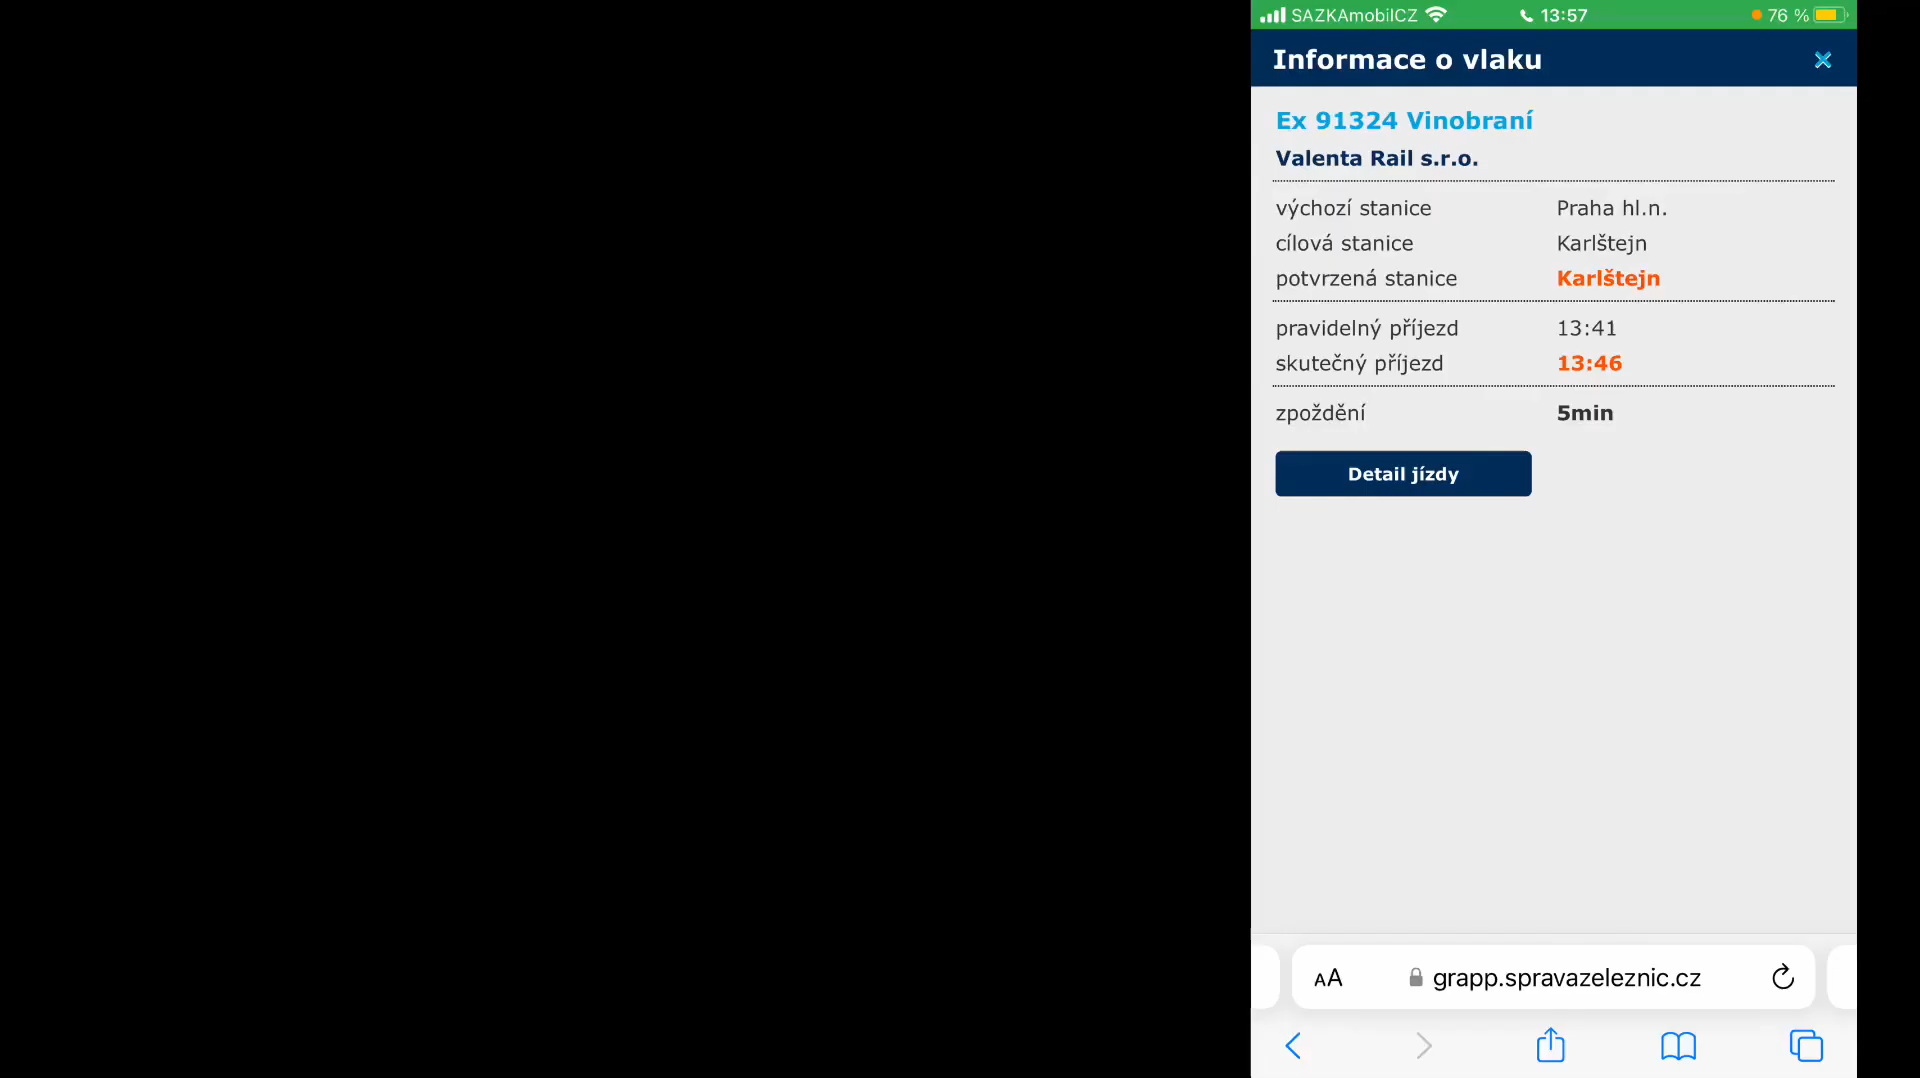 SAZKAmobilCZ 13:57 76 %
Informace o vlaku
Ex 91324 Vinobraní
Valenta Rail s.r.o.
výchozí stanice Praha hl.n.
cílová stanice Karlštejn
potvrzená stanice Karlštejn
pravidelný příjezd 13:41
skutečný příjezd 13:46
zpoždění 5min
Detail jízdy
AA grapp.spravazeleznic.cz